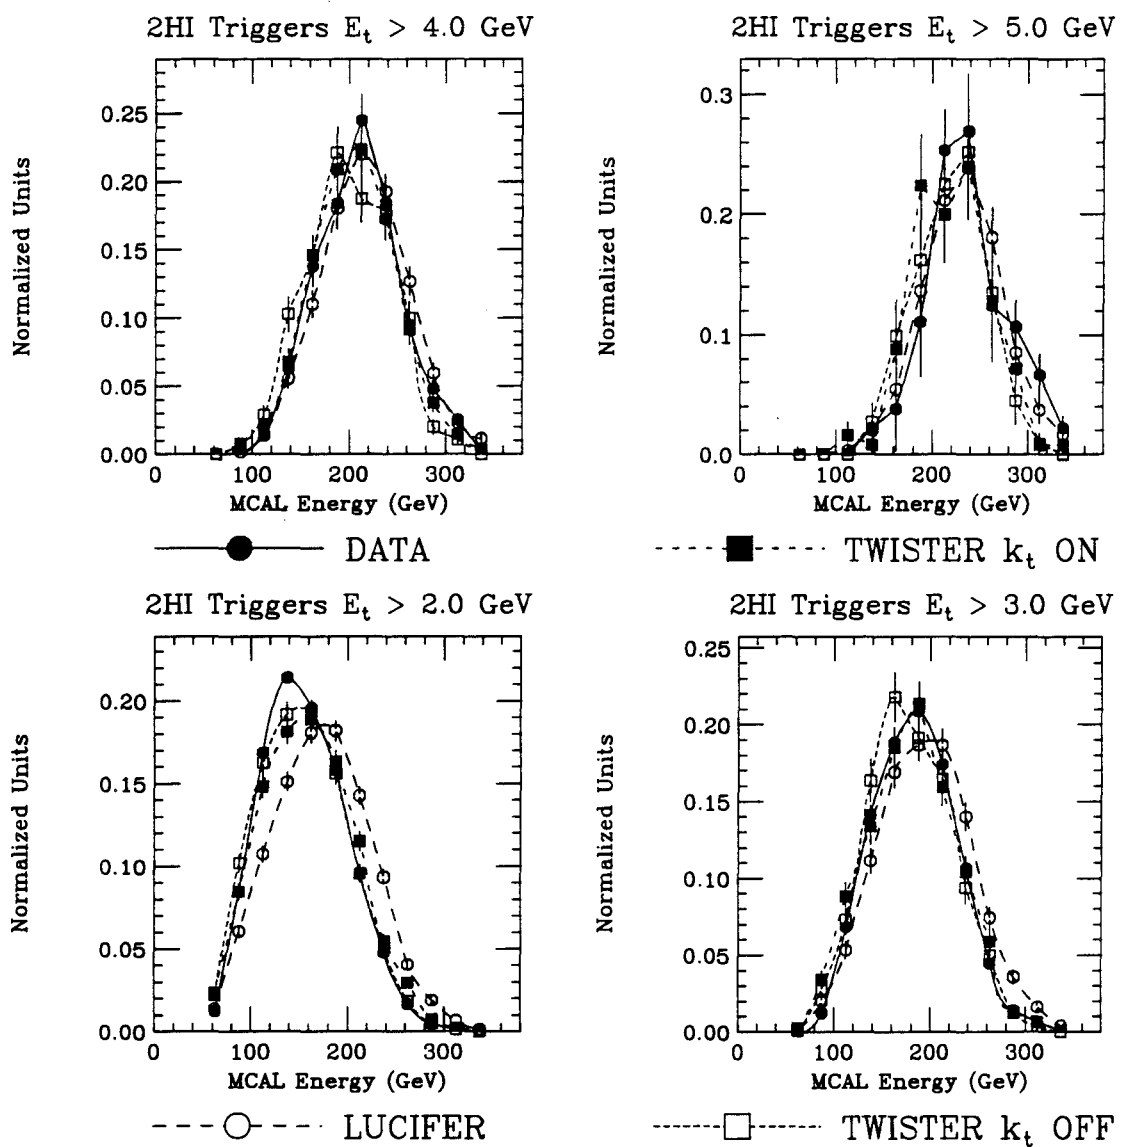 2HI Triggers E_t > 4.0 GeV
2HI Triggers E_t > 5.0 GeV
Normalized Units
0.25
0.20
0.15
0.10
0.05
0.00
0 100 200 300
MCAL Energy (GeV)
Normalized Units
0.3
0.2
0.1
0.0
0 100 200 300
MCAL Energy (GeV)
DATA
TWISTER k_t ON
2HI Triggers E_t > 2.0 GeV
2HI Triggers E_t > 3.0 GeV
Normalized Units
0.20
0.15
0.10
0.05
0.00
0 100 200 300
MCAL Energy (GeV)
Normalized Units
0.25
0.20
0.15
0.10
0.05
0.00
0 100 200 300
MCAL Energy (GeV)
LUCIFER
TWISTER k_t OFF